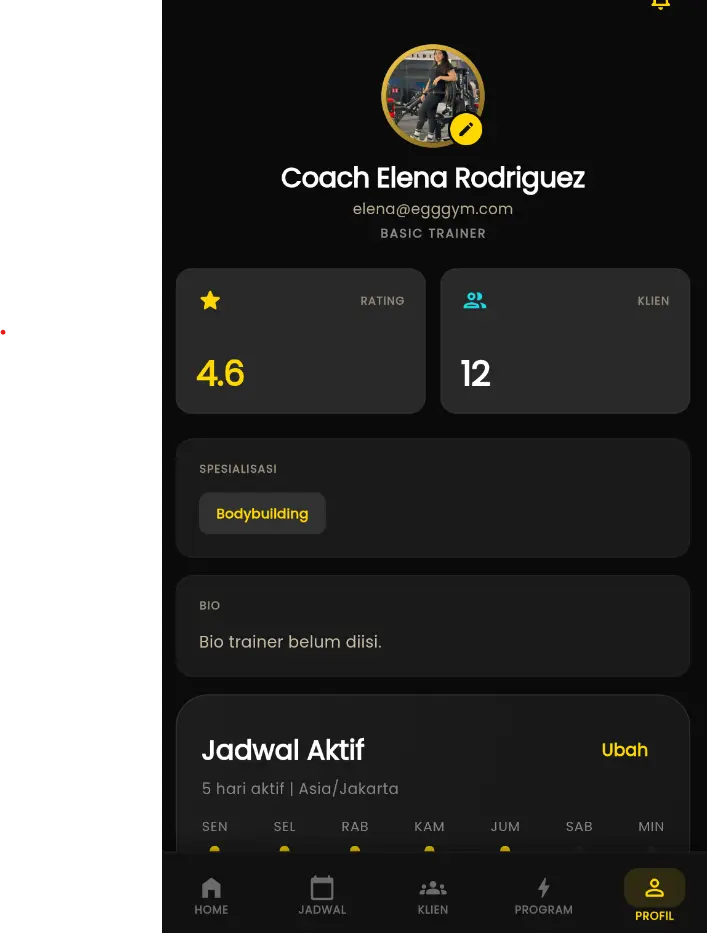 Coach Elena Rodriguez
elena@egggym.com
BASIC TRAINER
RATING
4.6
KLIEN
12
SPESIALISASI
Bodybuilding
BIO
Bio trainer belum diisi.
Jadwal Aktif
Ubah
5 hari aktif | Asia/Jakarta
SEN SEL RAB KAM JUM SAB MIN
HOME JADWAL KLIEN PROGRAM PROFIL